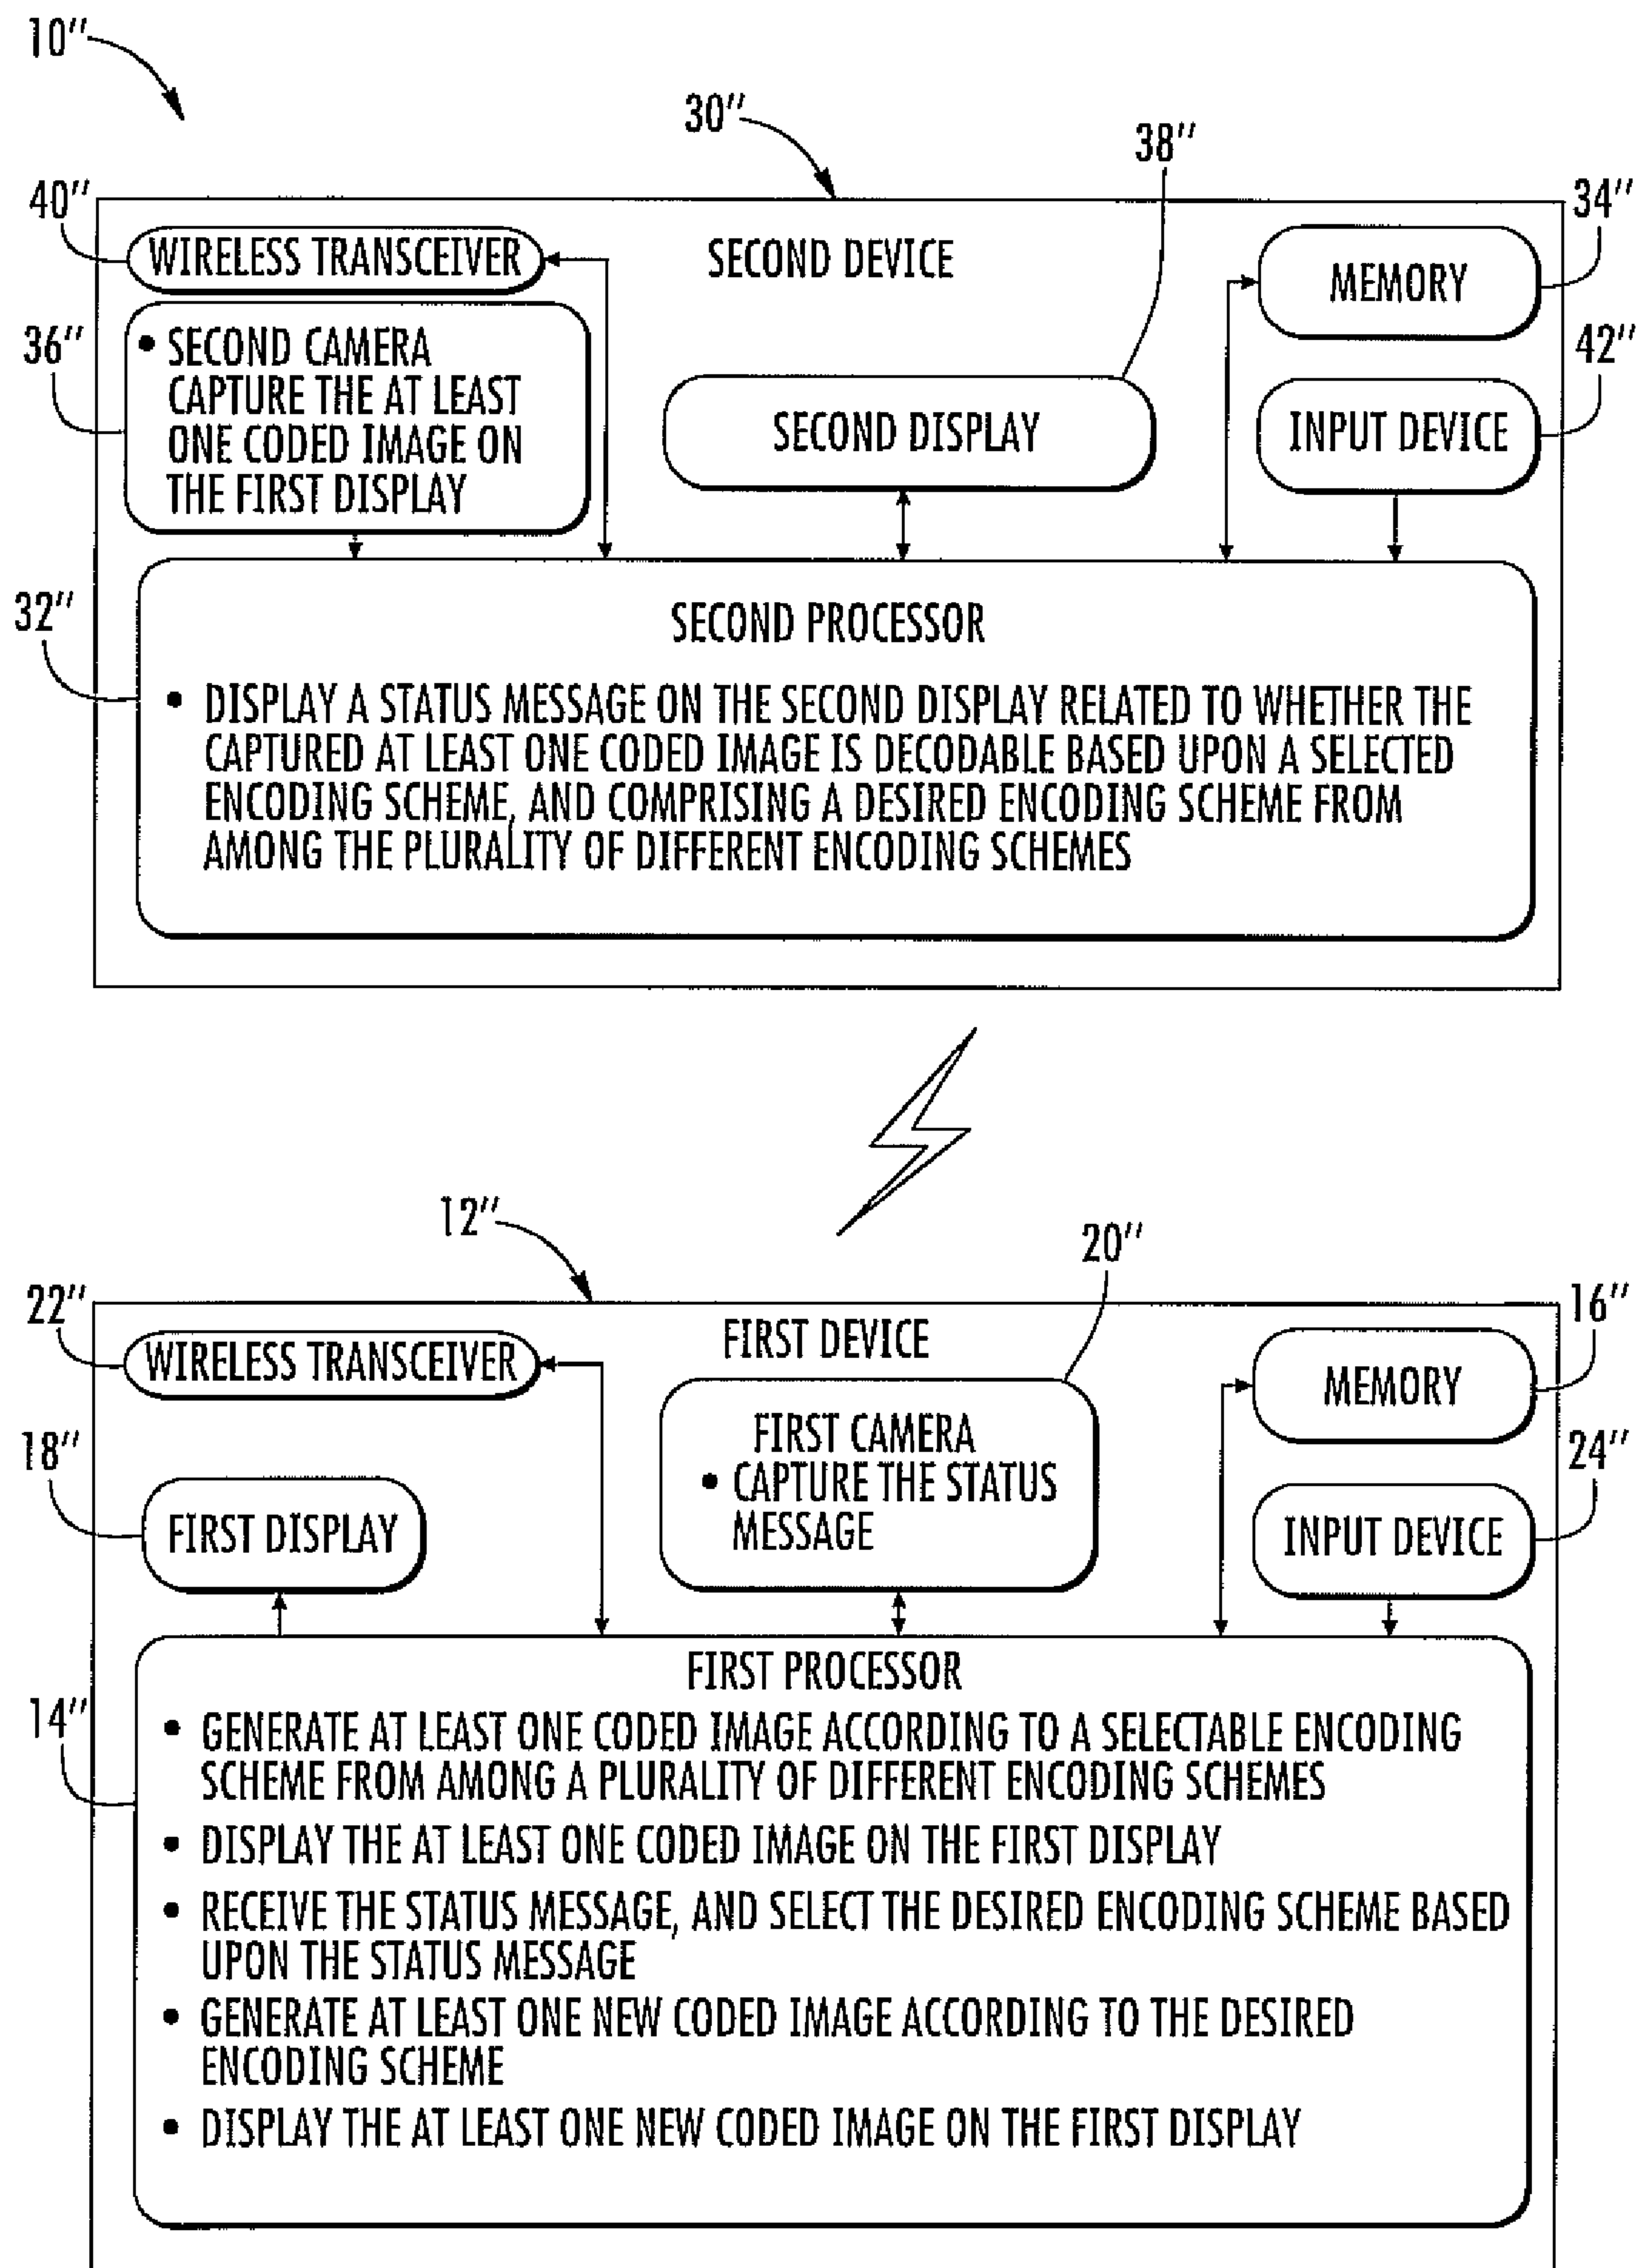 10''
30''
38''
40''
34''
WIRELESS TRANSCEIVER
SECOND DEVICE
MEMORY
36''
42''
• SECOND CAMERA
CAPTURE THE AT LEAST
ONE CODED IMAGE ON
THE FIRST DISPLAY
SECOND DISPLAY
INPUT DEVICE
32''
SECOND PROCESSOR
• DISPLAY A STATUS MESSAGE ON THE SECOND DISPLAY RELATED TO WHETHER THE
CAPTURED AT LEAST ONE CODED IMAGE IS DECODABLE BASED UPON A SELECTED
ENCODING SCHEME, AND COMPRISING A DESIRED ENCODING SCHEME FROM
AMONG THE PLURALITY OF DIFFERENT ENCODING SCHEMES
12''
20''
22''
16''
FIRST DEVICE
WIRELESS TRANSCEIVER
MEMORY
18''
24''
FIRST CAMERA
• CAPTURE THE STATUS
MESSAGE
FIRST DISPLAY
INPUT DEVICE
14''
FIRST PROCESSOR
• GENERATE AT LEAST ONE CODED IMAGE ACCORDING TO A SELECTABLE ENCODING
SCHEME FROM AMONG A PLURALITY OF DIFFERENT ENCODING SCHEMES
• DISPLAY THE AT LEAST ONE CODED IMAGE ON THE FIRST DISPLAY
• RECEIVE THE STATUS MESSAGE, AND SELECT THE DESIRED ENCODING SCHEME BASED
UPON THE STATUS MESSAGE
• GENERATE AT LEAST ONE NEW CODED IMAGE ACCORDING TO THE DESIRED
ENCODING SCHEME
• DISPLAY THE AT LEAST ONE NEW CODED IMAGE ON THE FIRST DISPLAY